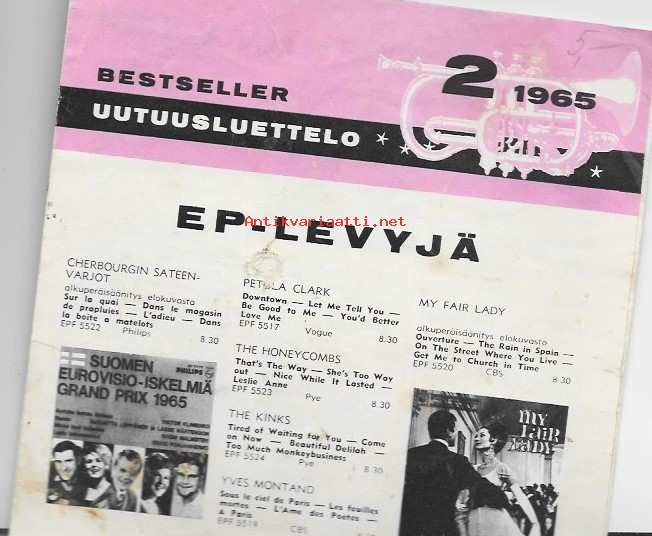 5,-
BESTSELLER
2 1965
UUTUUSLUETTELO
EP-LEVYJÄ
Antikvariaatti.net
CHERBOURGIN SATEEN-
VARJOT
alkuperäisäänitys elokuvasta
Sur la quai — Dans le magasin
de prapluies — L'adieu — Dans
la boite a matelots
EPF 5522 Philips 8.30
SUOMEN
EUROVISIO-ISKELMIÄ
GRAND PRIX 1965
PHILIPS
PETULA CLARK
Downtown — Let Me Tell You —
Be Good to Me — You'd Better
Love Me
EPF 5517 Vogue 8.30
THE HONEYCOMBS
That's The Way — She's Too Way
out — Nice While It Lasted —
Leslie Anne
EPF 5523 Pye 8.30
THE KINKS
Tired of Waiting for You — Come
on Now — Beautiful Delilah —
Too Much Monkeybusiness
EPF 5524 Pye 8.30
YVES MONTAND
Sous le ciel de Paris — Les feuilles
mortes — L'Ame des Poetes —
A Paris
EPF 5519 CBS
MY FAIR LADY
alkuperäisäänitys elokuvasta
Ouverture — The Rain in Spain —
On The Street Where You Live —
Get Me to Church in Time
EPF 5520 CBS 8.30
MY
FAIR
LADY